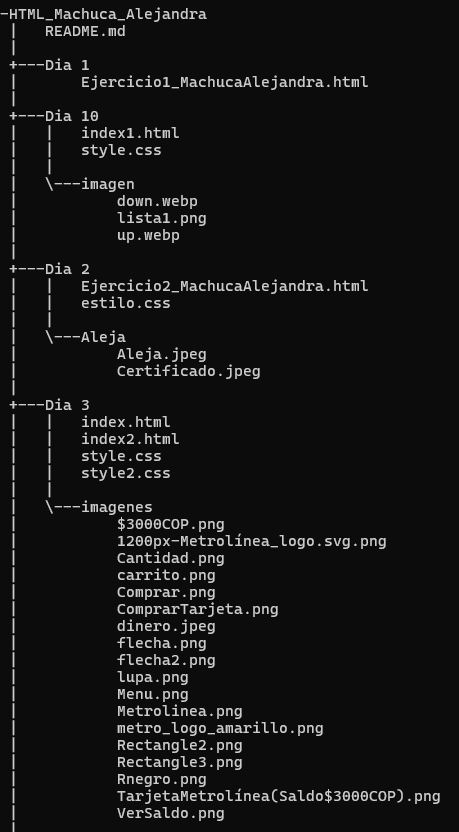 -HTML_Machuca_Alejandra
|   README.md
|
+---Dia 1
|       Ejercicio1_MachucaAlejandra.html
|
+---Dia 10
|   |   index1.html
|   |   style.css
|   |
|   \---imagen
|           down.webp
|           lista1.png
|           up.webp
|
+---Dia 2
|   |   Ejercicio2_MachucaAlejandra.html
|   |   estilo.css
|   |
|   \---Aleja
|           Aleja.jpeg
|           Certificado.jpeg
|
+---Dia 3
|   |   index.html
|   |   index2.html
|   |   style.css
|   |   style2.css
|   |
|   \---imagenes
|           $3000COP.png
|           1200px-Metrolínea_logo.svg.png
|           Cantidad.png
|           carrito.png
|           Comprar.png
|           ComprarTarjeta.png
|           dinero.jpeg
|           flecha.png
|           flecha2.png
|           lupa.png
|           Menu.png
|           Metrolinea.png
|           metro_logo_amarillo.png
|           Rectangle2.png
|           Rectangle3.png
|           Rnegro.png
|           TarjetaMetrolínea(Saldo$3000COP).png
|           VerSaldo.png
|